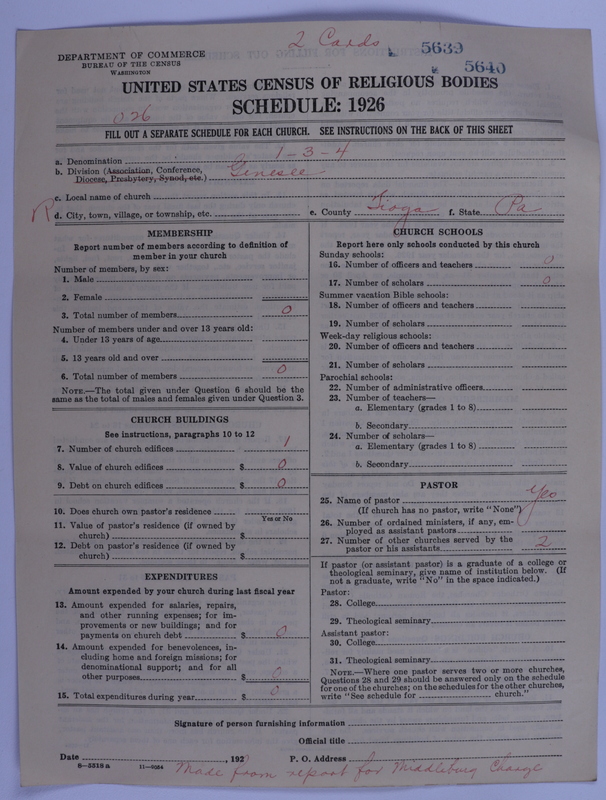 2 Cards
5639
5640
DEPARTMENT OF COMMERCE
BUREAU OF THE CENSUS
WASHINGTON
UNITED STATES CENSUS OF RELIGIOUS BODIES
SCHEDULE: 1926
026
FILL OUT A SEPARATE SCHEDULE FOR EACH CHURCH. SEE INSTRUCTIONS ON THE BACK OF THIS SHEET
a. Denomination 1-3-4
b. Division (Association, Conference, Diocese, Presbytery, Synod, etc.) Genesee
c. Local name of church
R d. City, town, village, or township, etc. e. County Tioga f. State Pa
MEMBERSHIP
Report number of members according to definition of
member in your church
Number of members, by sex:
1. Male
2. Female
3. Total number of members 0
Number of members under and over 13 years old:
4. Under 13 years of age
5. 13 years old and over
6. Total number of members 0
NOTE.—The total given under Question 6 should be the
same as the total of males and females given under Question 3.
CHURCH BUILDINGS
See instructions, paragraphs 10 to 12
7. Number of church edifices 1
8. Value of church edifices $ 0
9. Debt on church edifices $ 0
10. Does church own pastor's residence
Yes or No
11. Value of pastor's residence (if owned by
church) $
12. Debt on pastor's residence (if owned by
church) $
EXPENDITURES
Amount expended by your church during last fiscal year
13. Amount expended for salaries, repairs,
and other running expenses; for im-
provements or new buildings; and for
payments on church debt $ 0
14. Amount expended for benevolences, in-
cluding home and foreign missions; for
denominational support; and for all
other purposes $ 0
15. Total expenditures during year $ 0
CHURCH SCHOOLS
Report here only schools conducted by this church
Sunday schools:
16. Number of officers and teachers 0
17. Number of scholars 0
Summer vacation Bible schools:
18. Number of officers and teachers
19. Number of scholars
Week-day religious schools:
20. Number of officers and teachers
21. Number of scholars
Parochial schools:
22. Number of administrative officers
23. Number of teachers—
a. Elementary (grades 1 to 8)
b. Secondary
24. Number of scholars—
a. Elementary (grades 1 to 8)
b. Secondary
PASTOR
25. Name of pastor Yes
(If church has no pastor, write "None")
26. Number of ordained ministers, if any, em-
ployed as assistant pastors
27. Number of other churches served by the
pastor or his assistants 2
If pastor (or assistant pastor) is a graduate of a college or
theological seminary, give name of institution below. (If
not a graduate, write "No" in the space indicated.)
Pastor:
28. College
29. Theological seminary
Assistant pastor:
30. College
31. Theological seminary
NOTE.—Where one pastor serves two or more churches,
Questions 28 and 29 should be answered only on the schedule
for one of the churches; on the schedules for the other churches,
write "See schedule for church."
Signature of person furnishing information
Official title
Date , 192 P. O. Address
8-5518a 11-9054
Made from report for Middleburg Charge